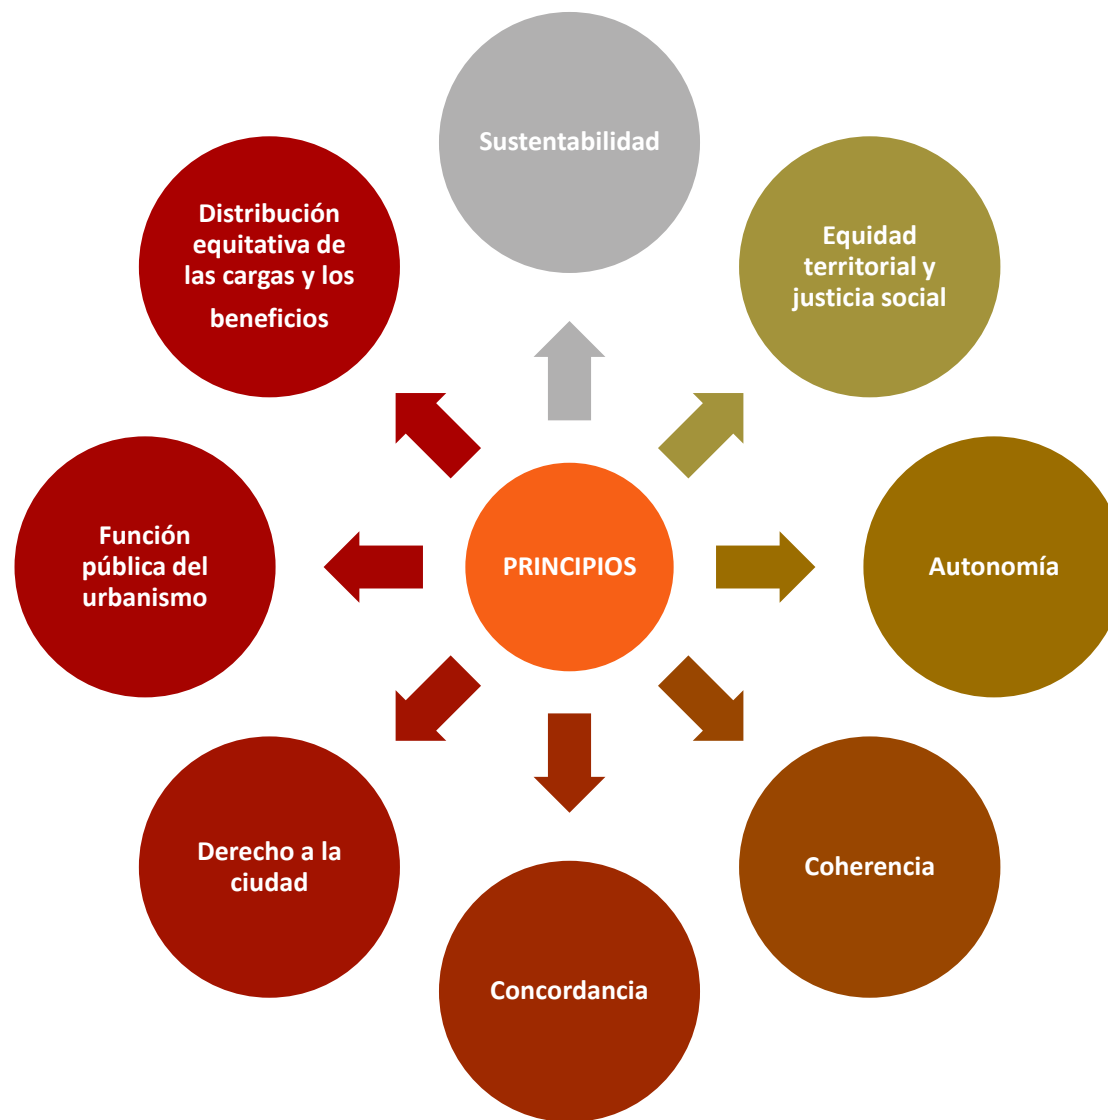 Sustentabilidad
Distribución
equitativa de
las cargas y los
beneficios
Equidad
territorial y
justicia social
Función
pública del
urbanismo
PRINCIPIOS
Autonomía
Derecho a la
ciudad
Coherencia
Concordancia